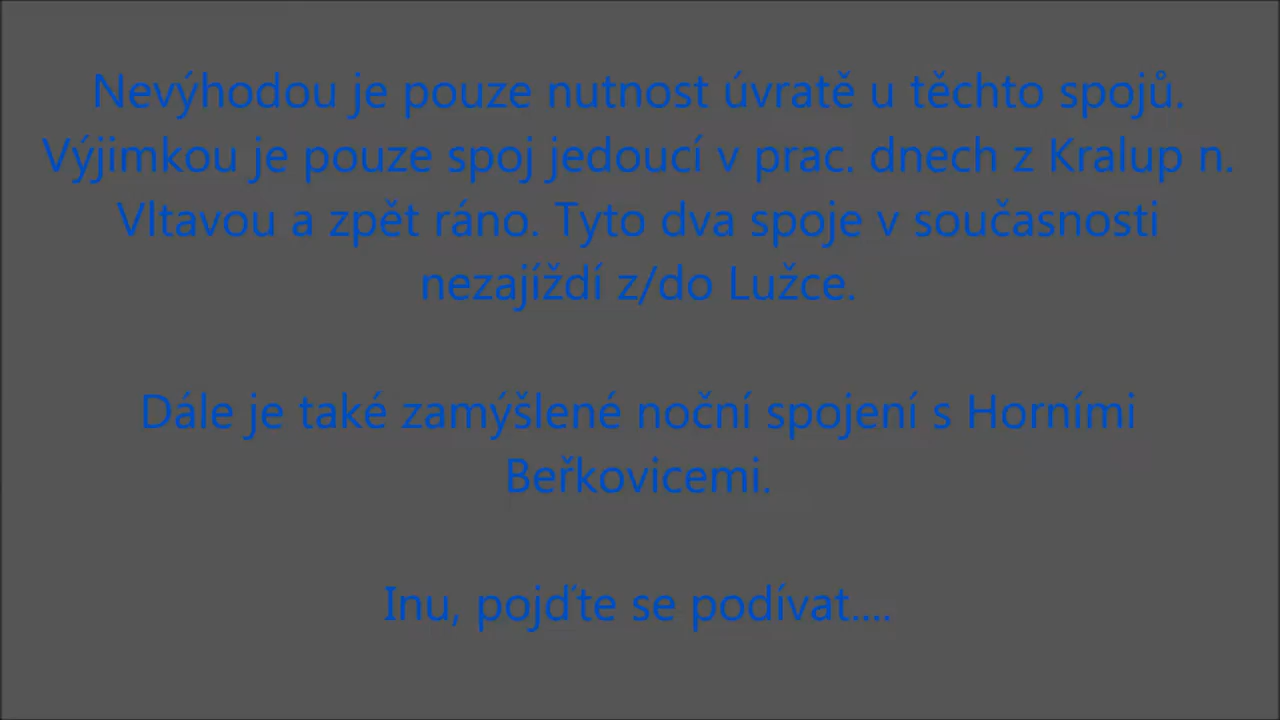 Nevýhodou je pouze nutnost úvratě u těchto spojů.
Výjimkou je pouze spoj jedoucí v prac. dnech z Kralup n.
Vltavou a zpět ráno. Tyto dva spoje v současnosti
nezajíždí z/do Lužce.
Dále je také zamýšlené noční spojení s Horními
Beřkovicemi.
Inu, pojďte se podívat....